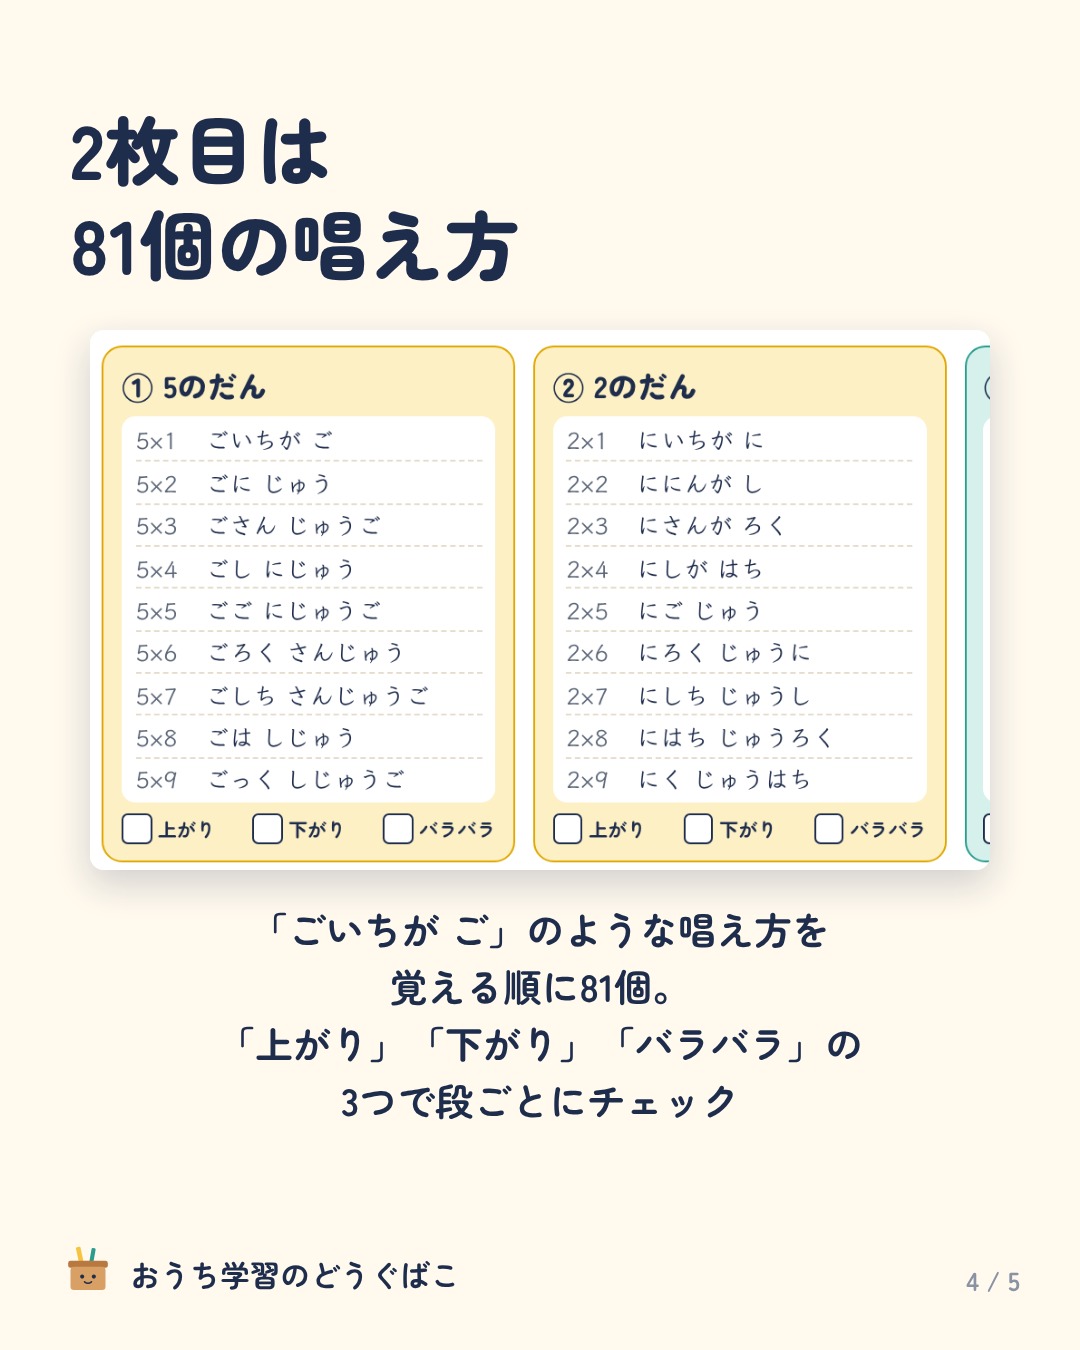 2枚目は
81個の唱え方
① 5のだん
5×1 ごいちが ご
5×2 ごに じゅう
5×3 ごさん じゅうご
5×4 ごし にじゅう
5×5 ごご にじゅうご
5×6 ごろく さんじゅう
5×7 ごしち さんじゅうご
5×8 ごは しじゅう
5×9 ごっく しじゅうご
上がり 下がり バラバラ
② 2のだん
2×1 にいちが に
2×2 ににんが し
2×3 にさんが ろく
2×4 にしが はち
2×5 にご じゅう
2×6 にろく じゅうに
2×7 にしち じゅうし
2×8 にはち じゅうろく
2×9 にく じゅうはち
上がり 下がり バラバラ
「ごいちが ご」のような唱え方を
覚える順に81個。
「上がり」「下がり」「バラバラ」の
3つで段ごとにチェック
おうち学習のどうぐばこ
4 / 5